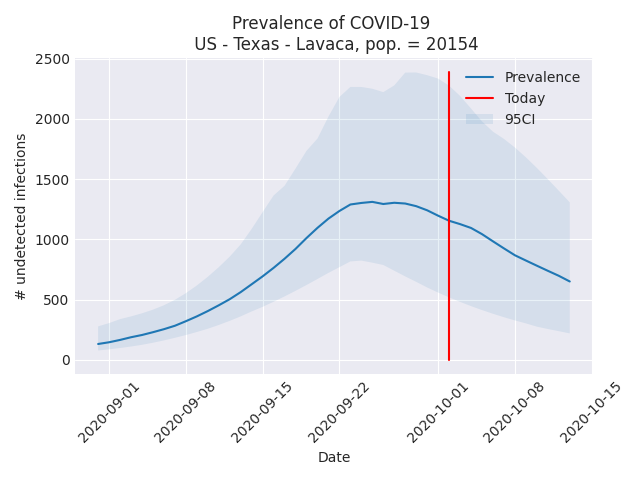 Prevalence of COVID-19
US - Texas - Lavaca, pop. = 20154
2500
2000
1500
1000
500
0
# undetected infections
Prevalence
Today
95CI
2020-09-01
2020-09-08
2020-09-15
2020-09-22
2020-10-01
2020-10-08
2020-10-15
Date